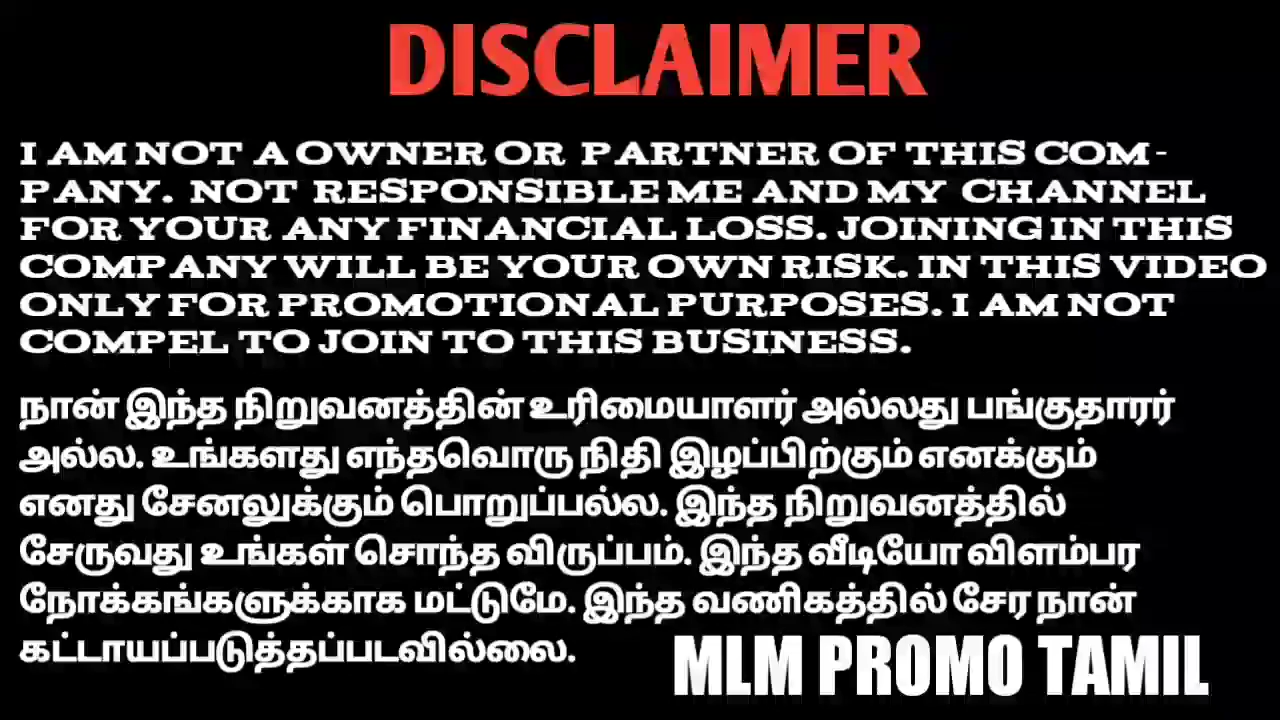 DISCLAIMER
I AM NOT A OWNER OR PARTNER OF THIS COM-
PANY. NOT RESPONSIBLE ME AND MY CHANNEL
FOR YOUR ANY FINANCIAL LOSS. JOINING IN THIS
COMPANY WILL BE YOUR OWN RISK. IN THIS VIDEO
ONLY FOR PROMOTIONAL PURPOSES. I AM NOT
COMPEL TO JOIN TO THIS BUSINESS.
நான் இந்த நிறுவனத்தின் உரிமையாளர் அல்லது பங்குதாரர்
அல்ல. உங்களது எந்தவொரு நிதி இழப்பிற்கும் எனக்கும்
எனது சேனலுக்கும் பொறுப்பல்ல. இந்த நிறுவனத்தில்
சேருவது உங்கள் சொந்த விருப்பம். இந்த வீடியோ விளம்பர
நோக்கங்களுக்காக மட்டுமே. இந்த வணிகத்தில் சேர நான்
கட்டாயப்படுத்தப்படவில்லை.
MLM PROMO TAMIL